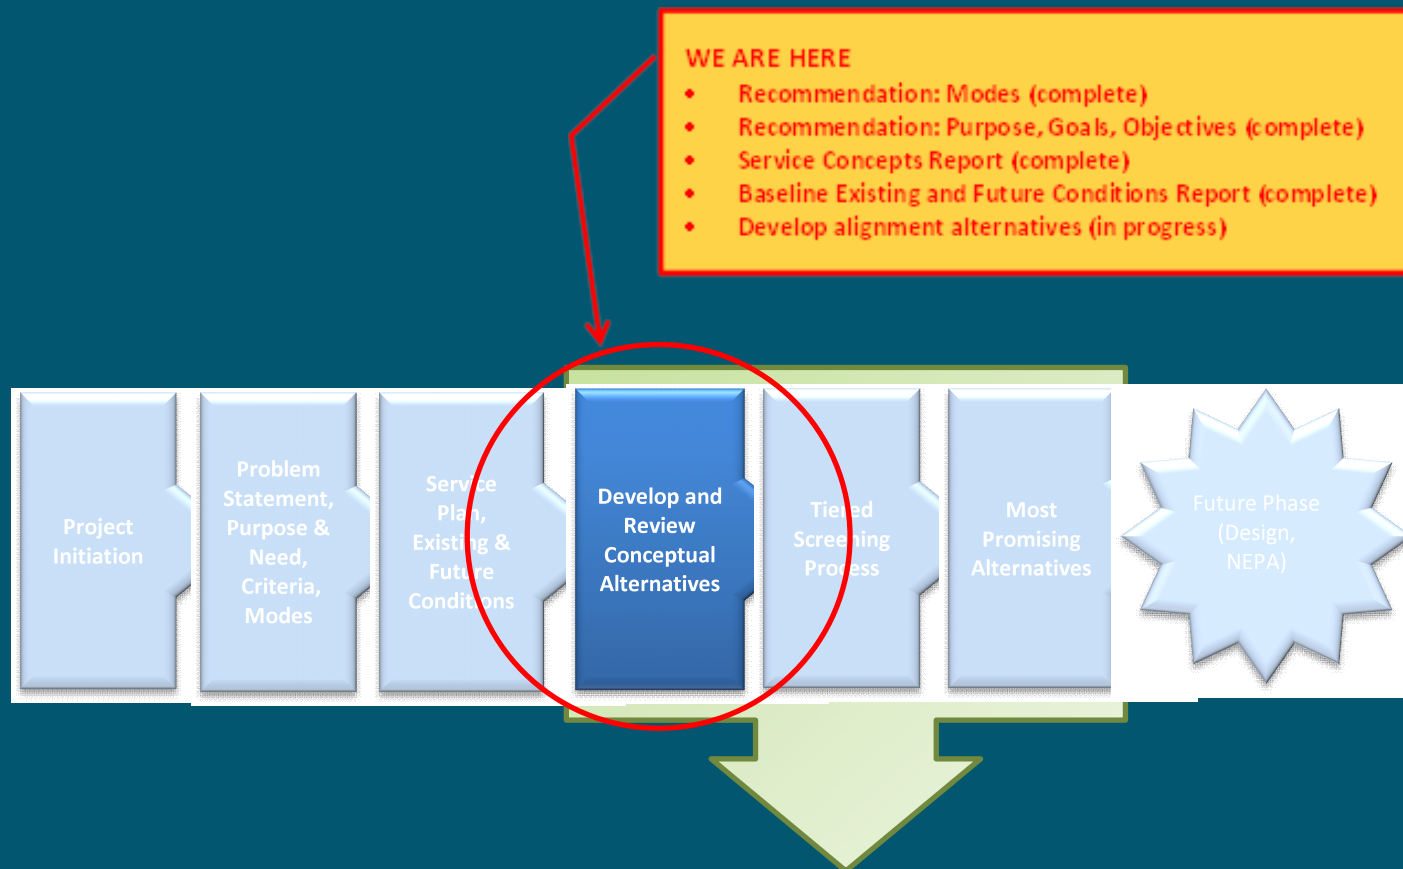 WE ARE HERE
• Recommendation: Modes (complete)
• Recommendation: Purpose, Goals, Objectives (complete)
• Service Concepts Report (complete)
• Baseline Existing and Future Conditions Report (complete)
• Develop alignment alternatives (in progress)
Project
Initiation
Problem
Statement,
Purpose &
Need,
Criteria,
Modes
Service
Plan,
Existing &
Future
Conditions
Develop and
Review
Conceptual
Alternatives
Tiered
Screening
Process
Most
Promising
Alternatives
Future Phase
(Design,
NEPA)